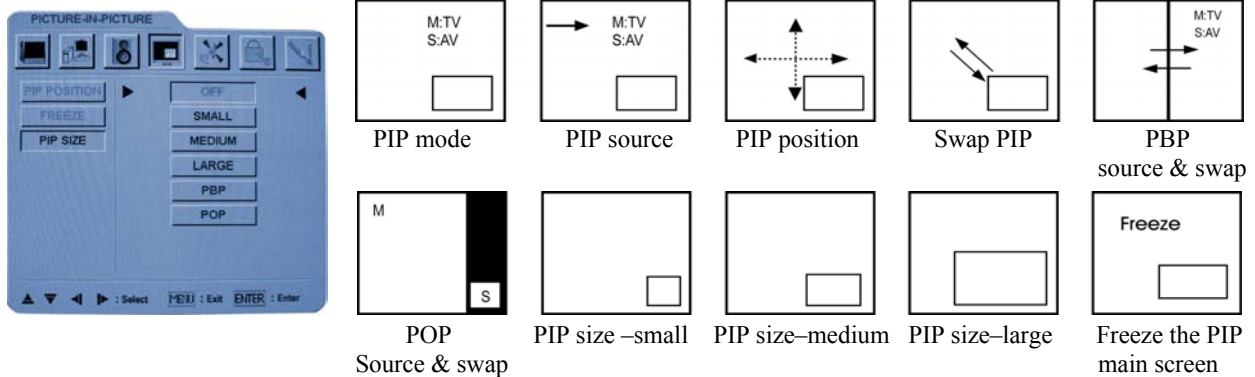 PICTURE-IN-PICTURE
PIP POSITION
OFF
FREEZE
SMALL
PIP SIZE
MEDIUM
LARGE
PBP
POP
: Select MENU : Exit ENTER : Enter
M:TV
S:AV
PIP mode
M:TV
S:AV
PIP source
PIP position
Swap PIP
M:TV
S:AV
PBP
source & swap
M
S
POP
Source & swap
PIP size –small
PIP size–medium
PIP size–large
Freeze
Freeze the PIP
main screen